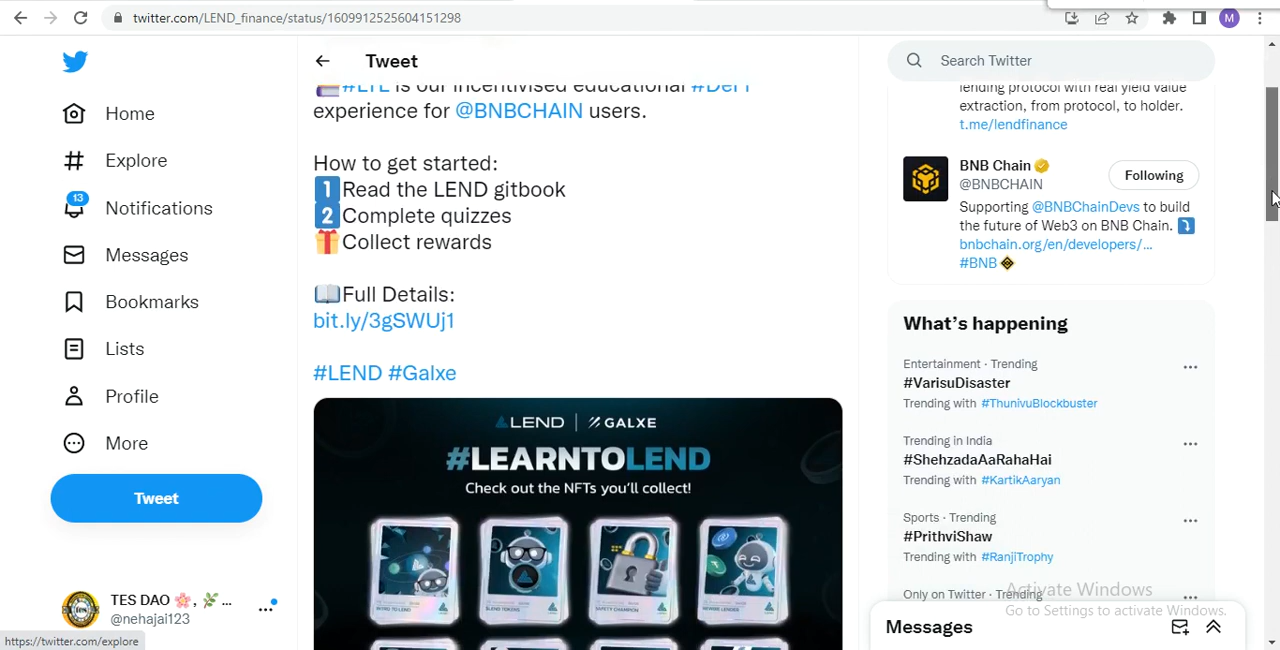 twitter.com/LEND_finance/status/1609912525604151298
M
Home
Explore
13
Notifications
Messages
Bookmarks
Lists
Profile
More
Tweet
TES DAO 🌸, 🌿 ...
@nehajai123
https://twitter.com/explore
Tweet
#LTL is our incentivised educational #DeFi
experience for @BNBCHAIN users.
How to get started:
1️⃣Read the LEND gitbook
2️⃣Complete quizzes
🎁Collect rewards
📖Full Details:
bit.ly/3gSWUj1
#LEND #Galxe
LEND | GALXE
#LEARNTOLEND
Check out the NFTs you'll collect!
Search Twitter
lending protocol with real yield value
extraction, from protocol, to holder.
t.me/lendfinance
BNB Chain
@BNBCHAIN
Following
Supporting @BNBChainDevs to build
the future of Web3 on BNB Chain. ⤵️
bnbchain.org/en/developers/...
#BNB
What's happening
Entertainment · Trending
#VarisuDisaster
Trending with #ThunivuBlockbuster
Trending in India
#ShehzadaAaRahaHai
Trending with #KartikAaryan
Sports · Trending
#PrithviShaw
Trending with #RanjiTrophy
Only on Twitter · Trending
Activate Windows
Go to Settings to activate Windows.
Messages